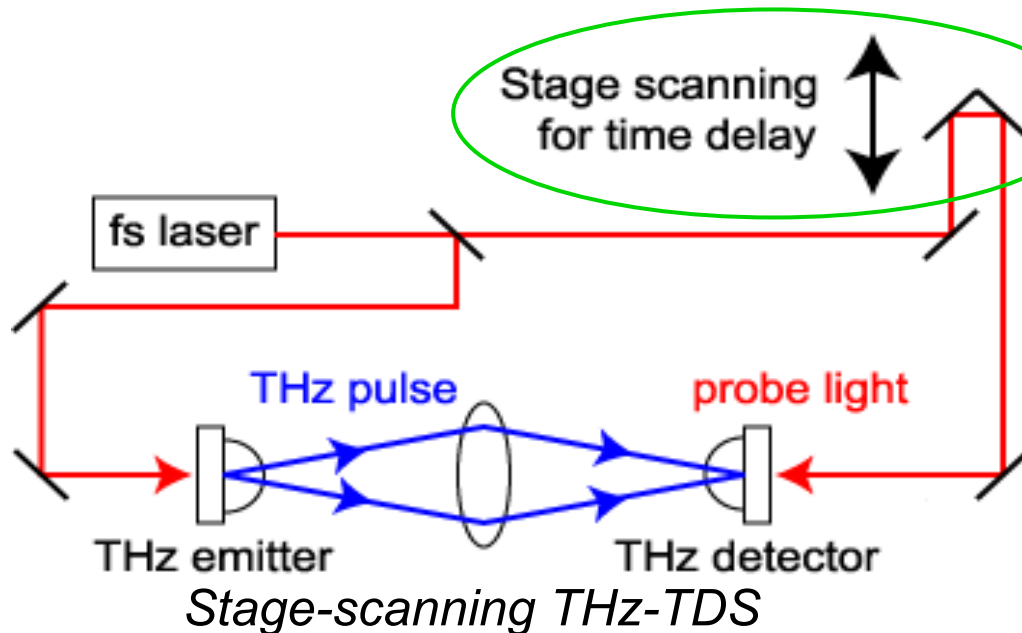 Stage scanning
for time delay
fs laser
THz pulse
probe light
THz emitter
THz detector
Stage-scanning THz-TDS